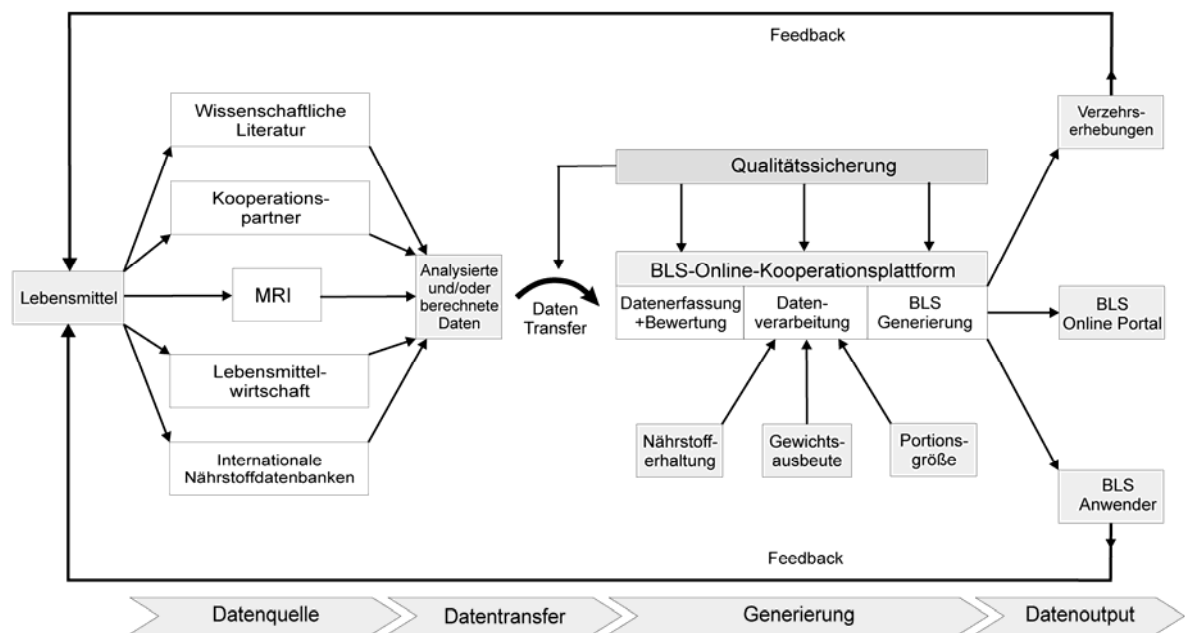 Feedback
Wissenschaftliche
Literatur
Kooperations-
partner
Lebensmittel
MRI
Lebensmittel-
wirtschaft
Internationale
Nährstoffdatenbanken
Analysierte
und/oder
berechnete
Daten
Daten
Transfer
Qualitätssicherung
BLS-Online-Kooperationsplattform
Datenerfassung
+Bewertung
Daten-
verarbeitung
BLS
Generierung
Nährstoff-
erhaltung
Gewichts-
ausbeute
Portions-
größe
Verzehrs-
erhebungen
BLS
Online Portal
BLS
Anwender
Feedback
Datenquelle
Datentransfer
Generierung
Datenoutput